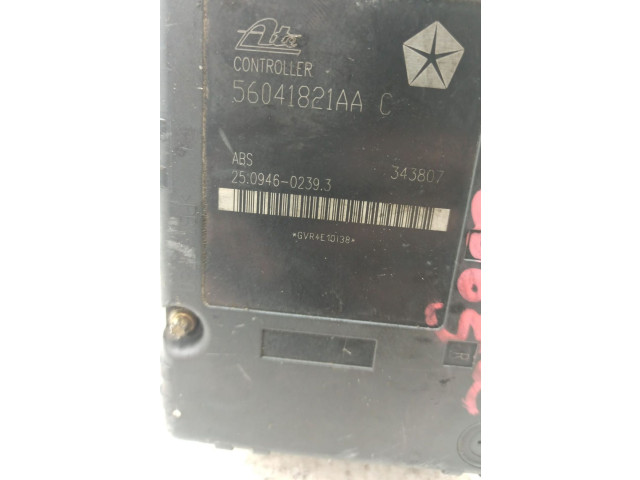 Ate
CONTROLLER
56041821AA C
ABS 343807
25.0946-0239.3
*GVR4E1DI38*
R